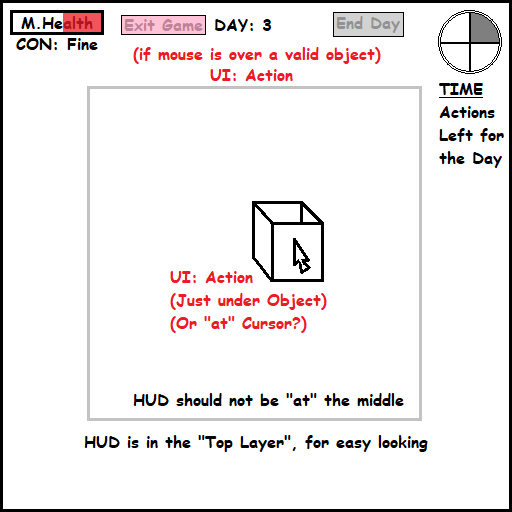 M.Health
Exit Game
DAY: 3
End Day
CON: Fine
(if mouse is over a valid object)
UI: Action
TIME
Actions
Left for
the Day
UI: Action
(Just under Object)
(Or "at" Cursor?)
HUD should not be "at" the middle
HUD is in the "Top Layer", for easy looking